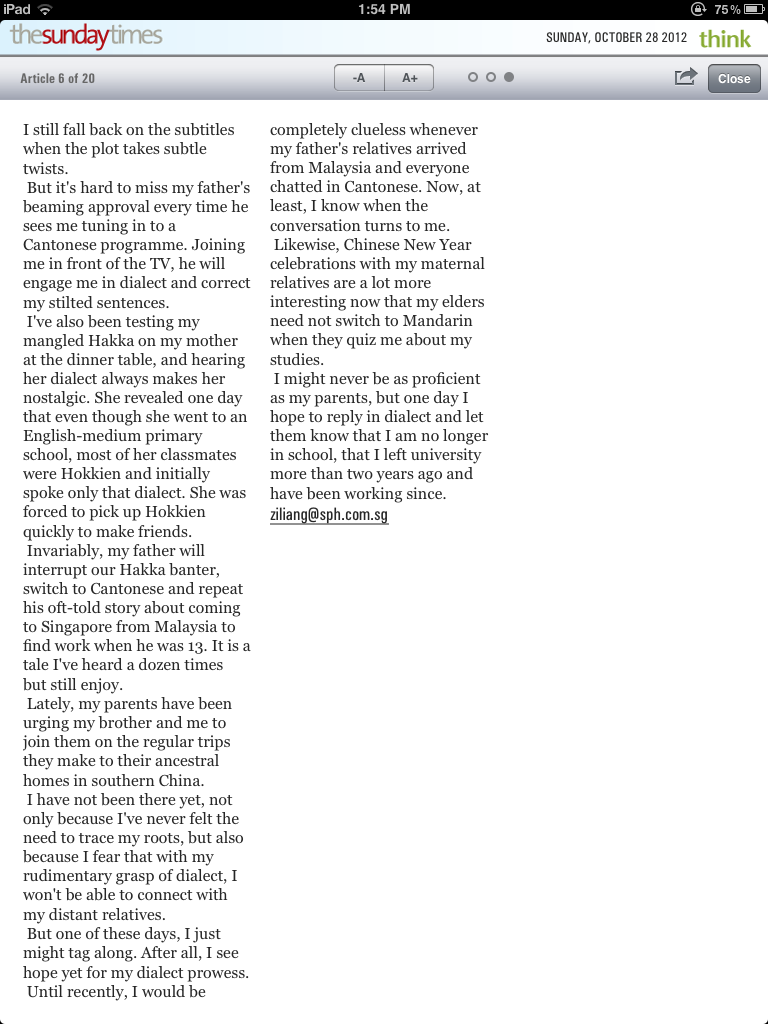 iPad 1:54 PM 75%
thesundaytimes SUNDAY, OCTOBER 28 2012 think
Article 6 of 20 -A A+ Close
I still fall back on the subtitles
when the plot takes subtle
twists.
But it's hard to miss my father's
beaming approval every time he
sees me tuning in to a
Cantonese programme. Joining
me in front of the TV, he will
engage me in dialect and correct
my stilted sentences.
I've also been testing my
mangled Hakka on my mother
at the dinner table, and hearing
her dialect always makes her
nostalgic. She revealed one day
that even though she went to an
English-medium primary
school, most of her classmates
were Hokkien and initially
spoke only that dialect. She was
forced to pick up Hokkien
quickly to make friends.
Invariably, my father will
interrupt our Hakka banter,
switch to Cantonese and repeat
his oft-told story about coming
to Singapore from Malaysia to
find work when he was 13. It is a
tale I've heard a dozen times
but still enjoy.
Lately, my parents have been
urging my brother and me to
join them on the regular trips
they make to their ancestral
homes in southern China.
I have not been there yet, not
only because I've never felt the
need to trace my roots, but also
because I fear that with my
rudimentary grasp of dialect, I
won't be able to connect with
my distant relatives.
But one of these days, I just
might tag along. After all, I see
hope yet for my dialect prowess.
Until recently, I would be
completely clueless whenever
my father's relatives arrived
from Malaysia and everyone
chatted in Cantonese. Now, at
least, I know when the
conversation turns to me.
Likewise, Chinese New Year
celebrations with my maternal
relatives are a lot more
interesting now that my elders
need not switch to Mandarin
when they quiz me about my
studies.
I might never be as proficient
as my parents, but one day I
hope to reply in dialect and let
them know that I am no longer
in school, that I left university
more than two years ago and
have been working since.
ziliang@sph.com.sg